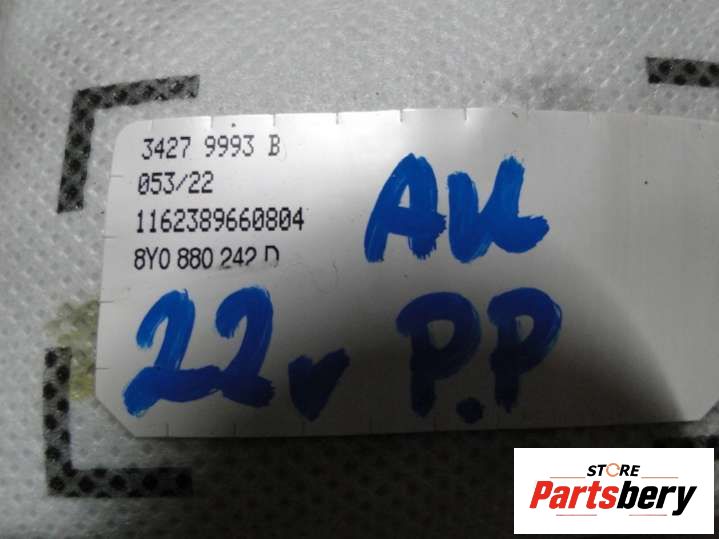 3427 9993 B
053/22
1162389660804
8Y0 880 242 D
AU
22v P.P
STORE
Partsbery